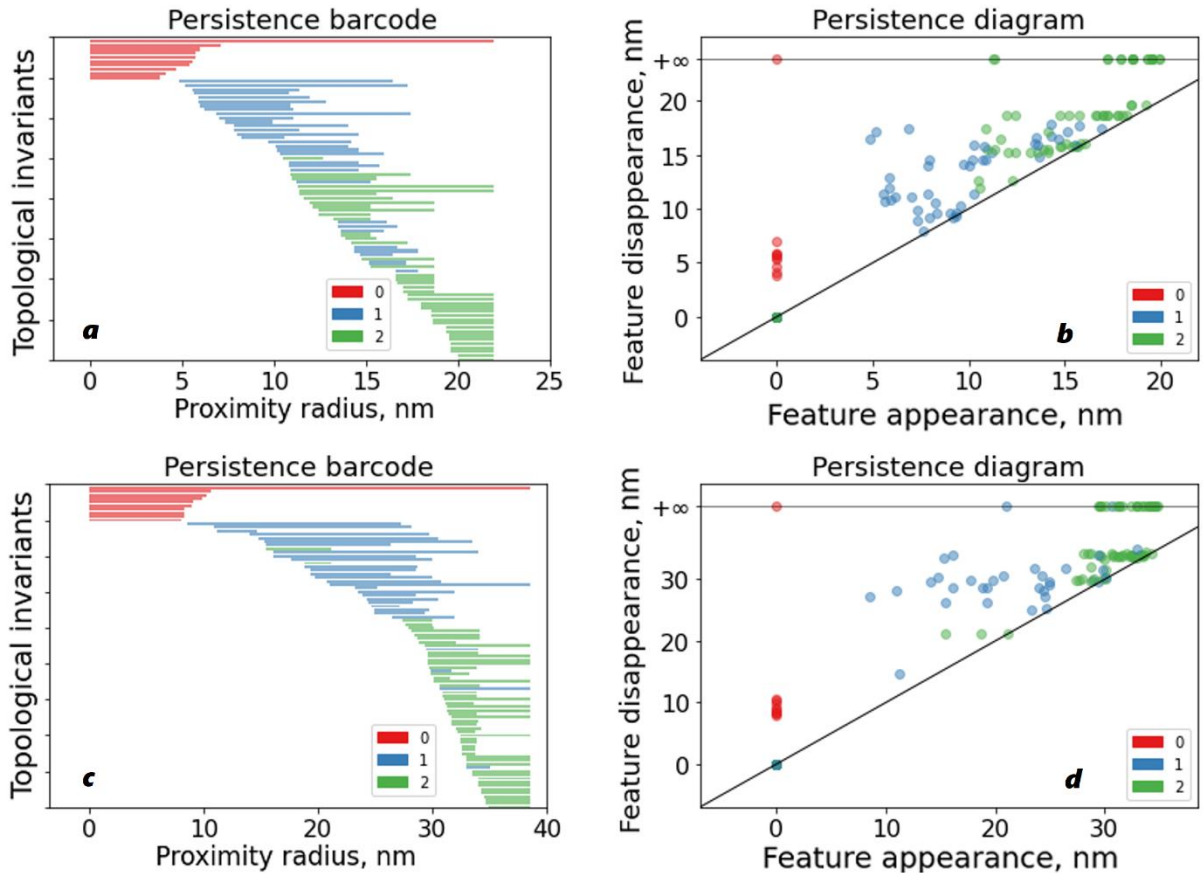 Persistence barcode
Topological invariants
0
1
2
a
0 5 10 15 20 25
Proximity radius, nm
Persistence diagram
Feature disappearance, nm
+∞
20
15
10
5
0
0
1
2
b
0 5 10 15 20
Feature appearance, nm
Persistence barcode
Topological invariants
0
1
2
c
0 10 20 30 40
Proximity radius, nm
Persistence diagram
Feature disappearance, nm
+∞
30
20
10
0
0
1
2
d
0 10 20 30
Feature appearance, nm